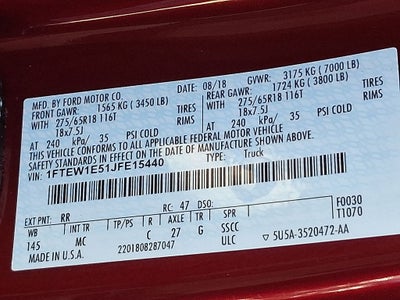 MFD. BY FORD MOTOR CO. DATE: 08/18 GVWR: 3175 KG (7000 LB)
FRONT GAWR: 1565 KG (3450 LB) REAR GAWR: 1724 KG (3800 LB)
WITH 275/65R18 116T TIRES WITH 275/65R18 116T TIRES
18x7.5J RIMS 18x7.5J RIMS
AT 240 kPa/ 35 PSI COLD AT 240 kPa/ 35 PSI COLD
THIS VEHICLE CONFORMS TO ALL APPLICABLE FEDERAL MOTOR VEHICLE
SAFETY STANDARDS IN EFFECT ON THE DATE OF MANUFACTURE SHOWN ABOVE.
VIN: 1FTEW1E51JFE15440 TYPE: Truck
EXT PNT: RR RC: 47 DSO: F0030
WB TP/PS R AXLE TR SPR T1070
145 MC C 27 G SSCC
MADE IN U.S.A. 2201808287047 ULC ▽ 5U5A-3520472-AA